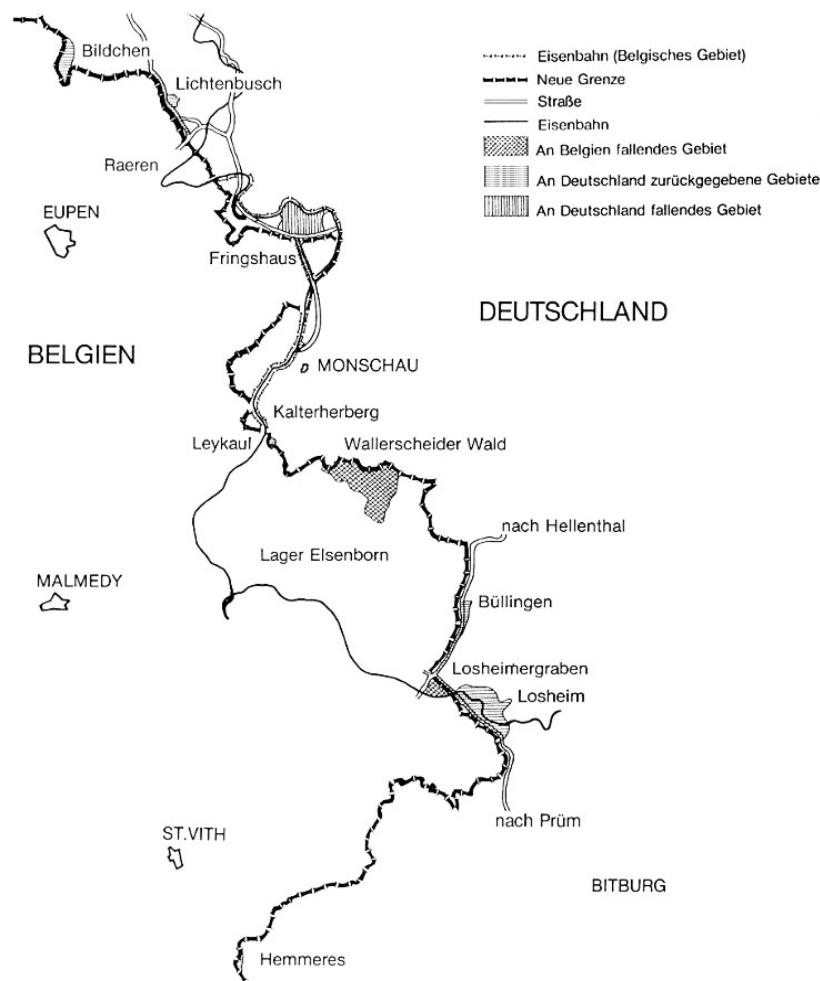 Bildchen
Lichtenbusch
Raeren
EUPEN
Fringshaus
Eisenbahn (Belgisches Gebiet)
Neue Grenze
Straße
Eisenbahn
An Belgien fallendes Gebiet
An Deutschland zurückgegebene Gebiete
An Deutschland fallendes Gebiet
DEUTSCHLAND
BELGIEN
MONSCHAU
Kalterherberg
Leykauf
Wallerscheider Wald
nach Hellenthal
Lager Elsenborn
MALMEDY
Büllingen
Losheimergraben
Losheim
nach Prüm
ST.VITH
BITBURG
Hemmeres